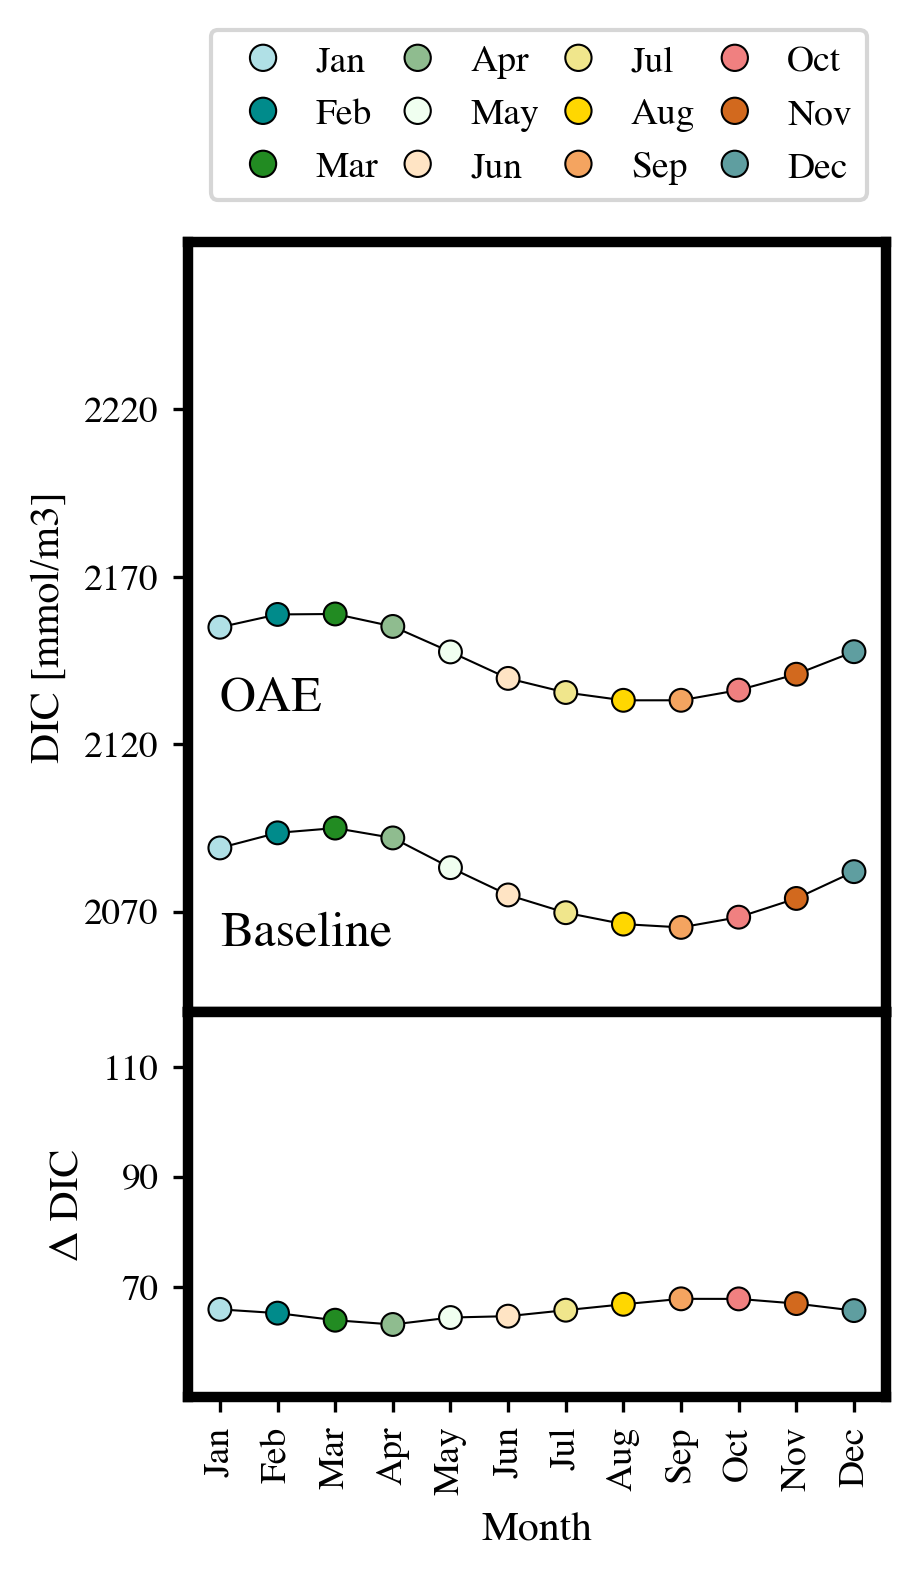 Jan Apr Jul Oct
Feb May Aug Nov
Mar Jun Sep Dec
2220
2170
2120
2070
DIC [mmol/m3]
OAE
Baseline
110
90
70
Δ DIC
Jan Feb Mar Apr May Jun Jul Aug Sep Oct Nov Dec
Month